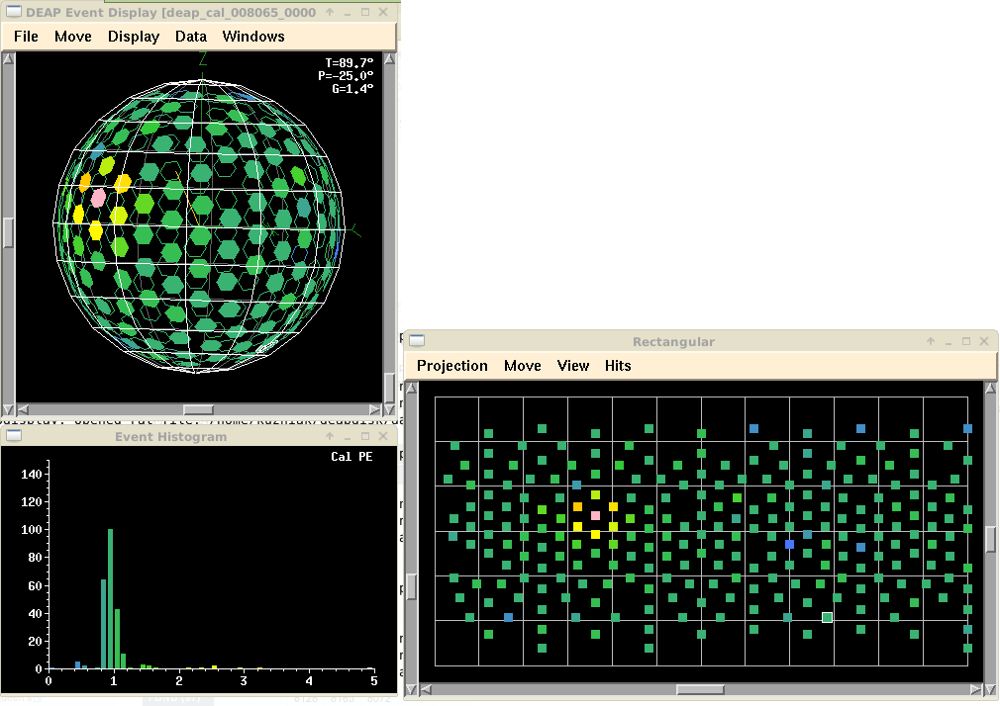 DEAP Event Display [deap_cal_008065_0000
File Move Display Data Windows
Z
T=89.7°
P=-25.0°
G=1.4°
Y
Event Histogram
Cal PE
140
120
100
80
60
40
20
0
0 1 2 3 4 5
Rectangular
Projection Move View Hits